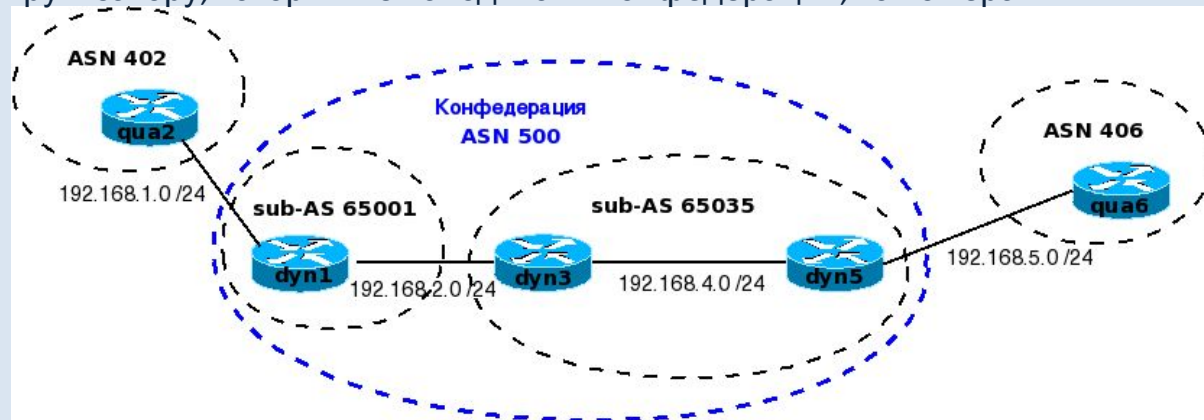 ASN 402
qua2
192.168.1.0 /24
Конфедерация
ASN 500
sub-AS 65001
dyn1
192.168.2.0 /24
sub-AS 65035
dyn3
192.168.4.0 /24
dyn5
192.168.5.0 /24
ASN 406
qua6